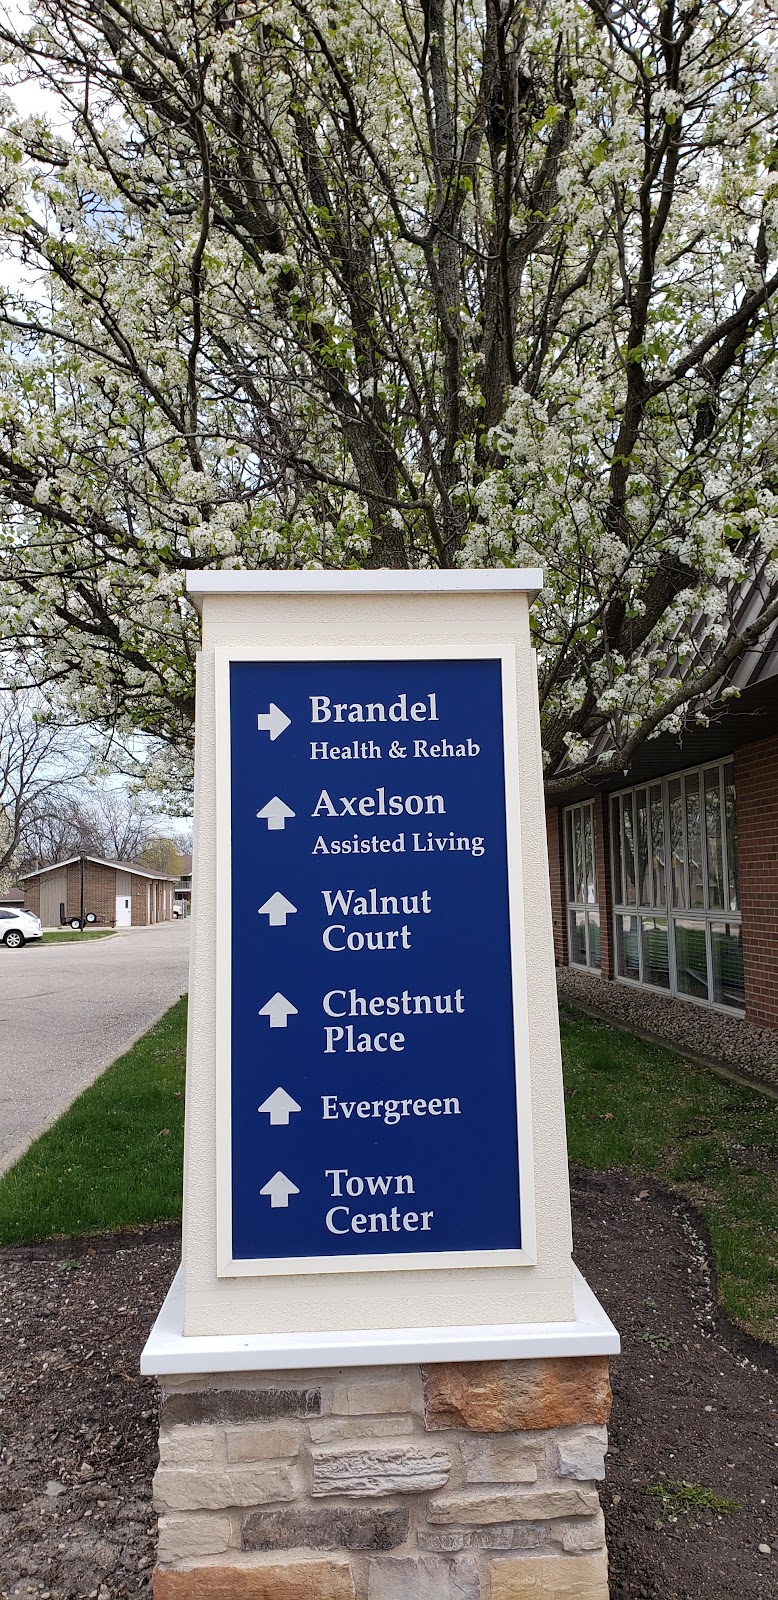 Brandel
Health & Rehab
Axelson
Assisted Living
Walnut
Court
Chestnut
Place
Evergreen
Town
Center